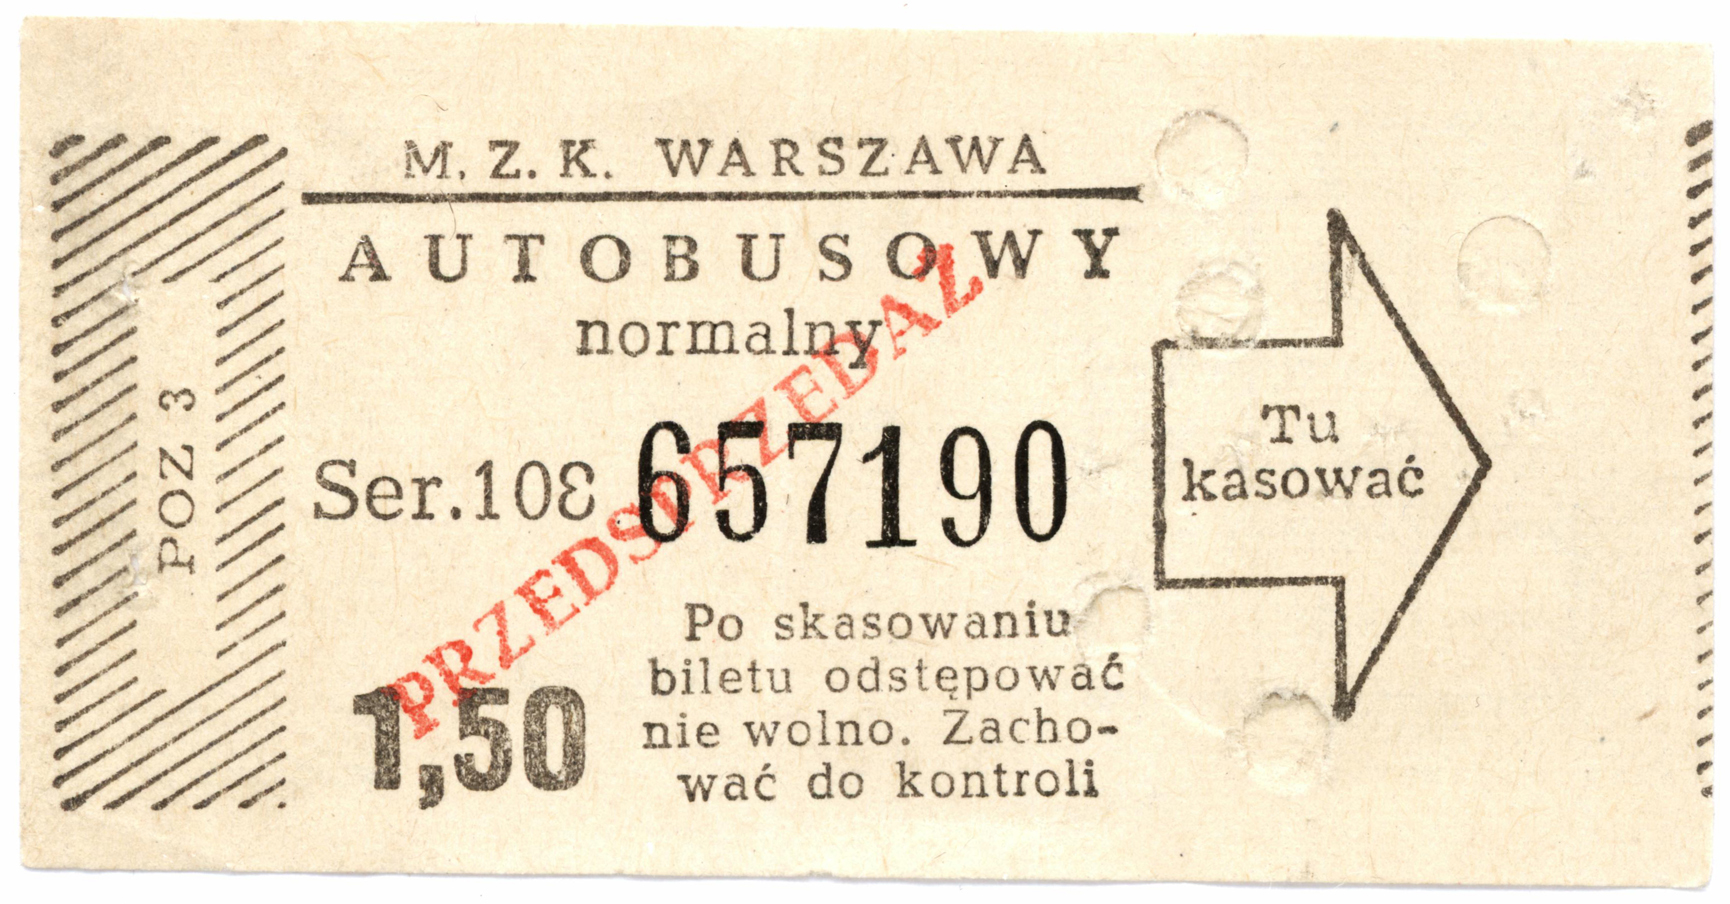 M. Z. K. WARSZAWA
AUTOBUSOWY
normalny
PRZEDSPRZEDAŻ
POZ 3
Ser.108 657190
1,50
Po skasowaniu
biletu odstępować
nie wolno. Zacho-
wać do kontroli
Tu
kasować